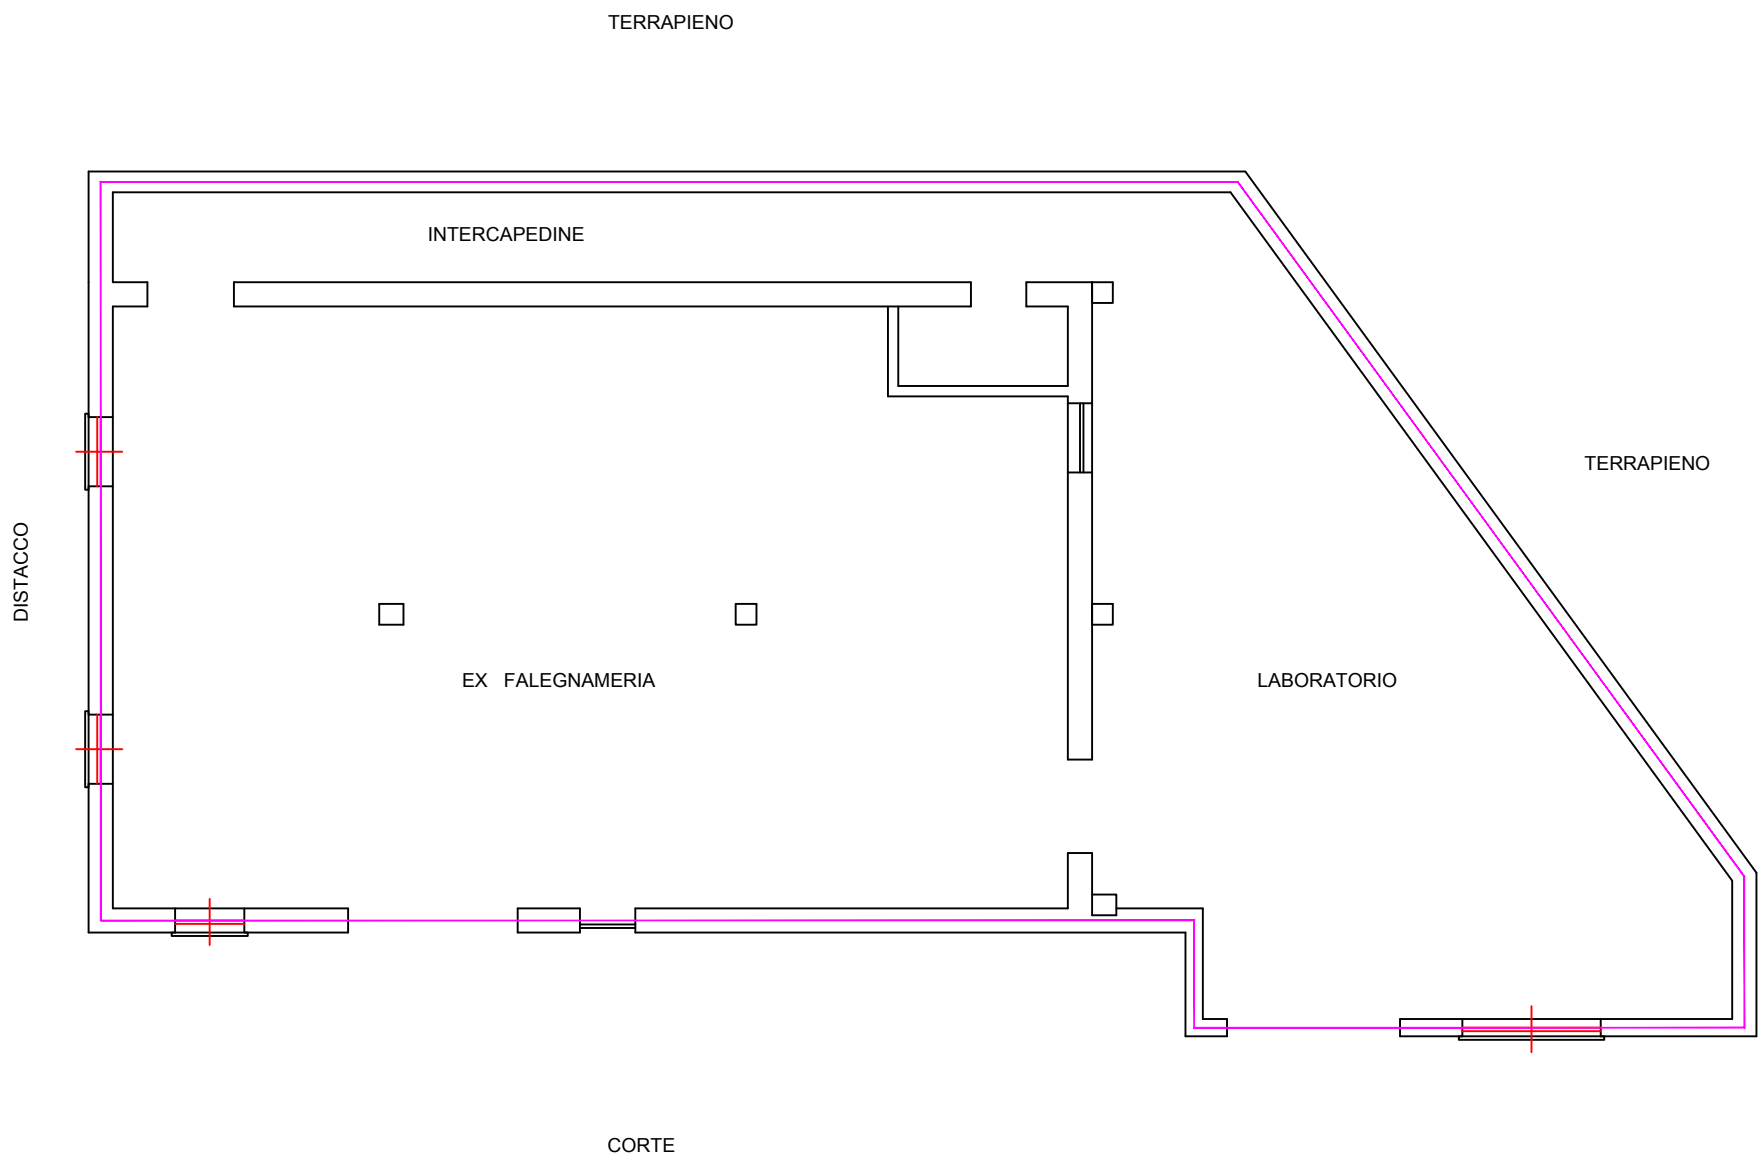 TERRAPIENO
INTERCAPEDINE
TERRAPIENO
DISTACCO
EX FALEGNAMERIA
LABORATORIO
CORTE